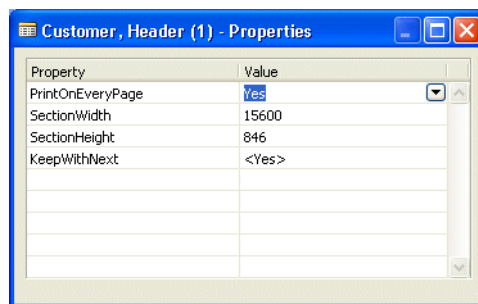 Customer, Header (1) - Properties
Property Value
PrintOnEveryPage Yes
SectionWidth 15600
SectionHeight 846
KeepWithNext <Yes>